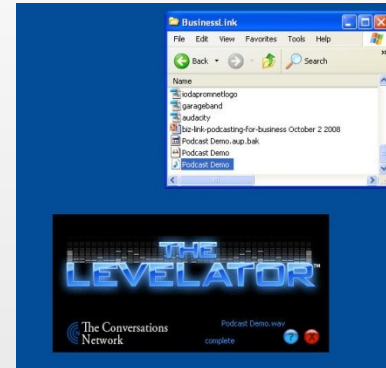 BusinessLink
File Edit View Favorites Tools Help
Back Search
Name
iodapromnetlogo
garageband
audacity
biz-link-podcasting-for-business October 2 2008
Podcast Demo.aup.bak
Podcast Demo
Podcast Demo
THE
LEVELATOR™
The Conversations
Network
Podcast Demo.wav
complete